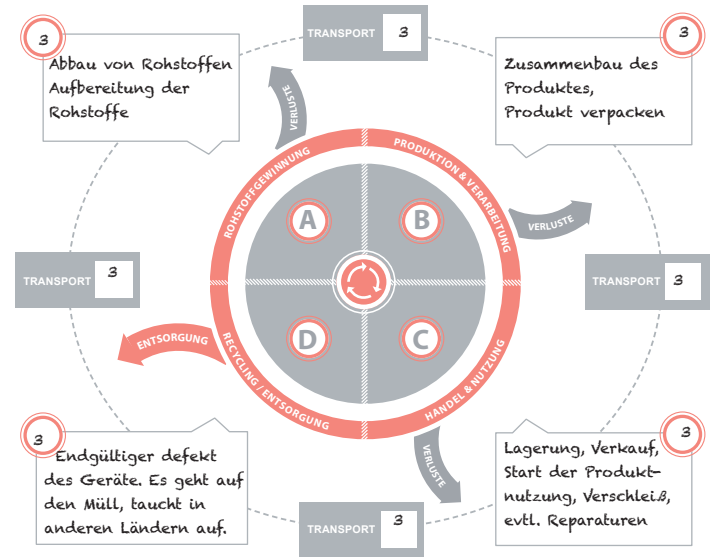 3
TRANSPORT 3
3
Abbau von Rohstoffen
Aufbereitung der
Rohstoffe
Zusammenbau des
Produktes,
Produkt verpacken
VERLUSTE
ROHSTOFFGEWINNUNG
PRODUKTION & VERARBEITUNG
A
B
VERLUSTE
TRANSPORT 3
TRANSPORT 3
ENTSORGUNG
D
C
RECYCLING / ENTSORGUNG
HANDEL & NUTZUNG
3
Endgültiger defekt
des Geräte. Es geht auf
den Müll, taucht in
anderen Ländern auf.
VERLUSTE
3
Lagerung, Verkauf,
Start der Produkt-
nutzung, Verschleiß,
evtl. Reparaturen
TRANSPORT 3